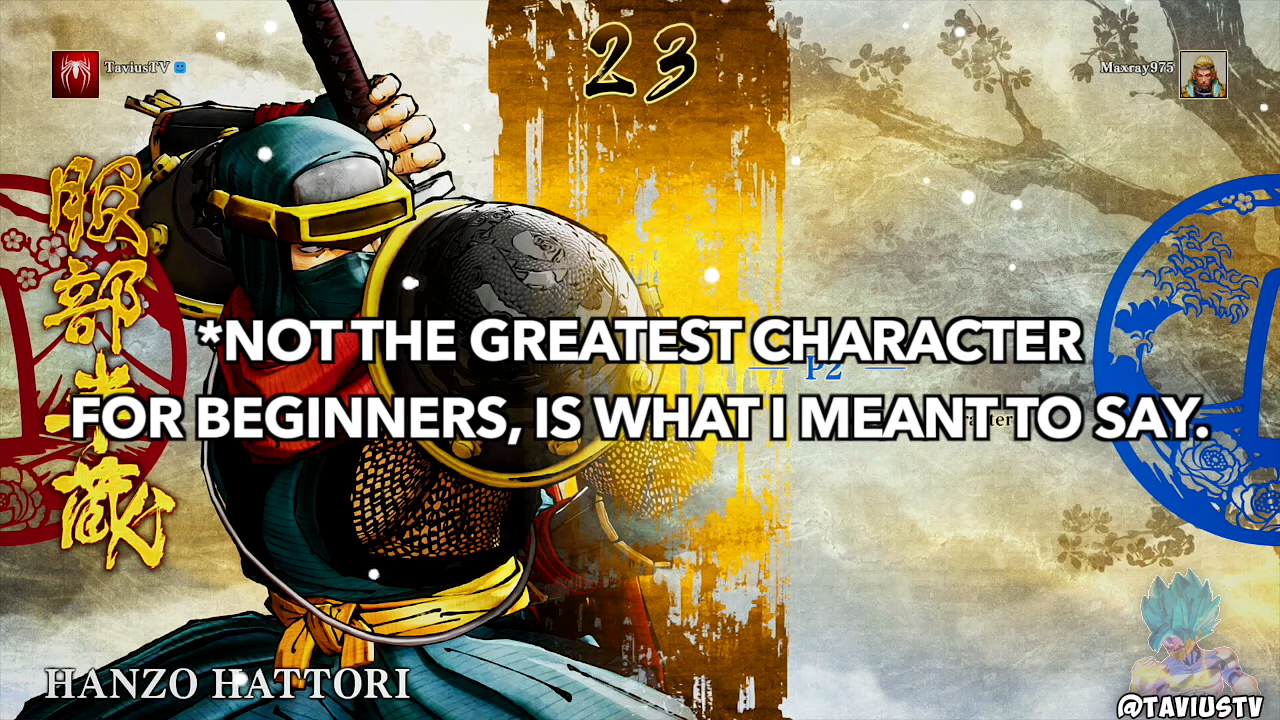 23
TaviusTV
Maxray975
服部半蔵
*NOT THE GREATEST CHARACTER
P2
FOR BEGINNERS, IS WHAT I MEANT TO SAY.
HANZO HATTORI
@TAVIUSTV